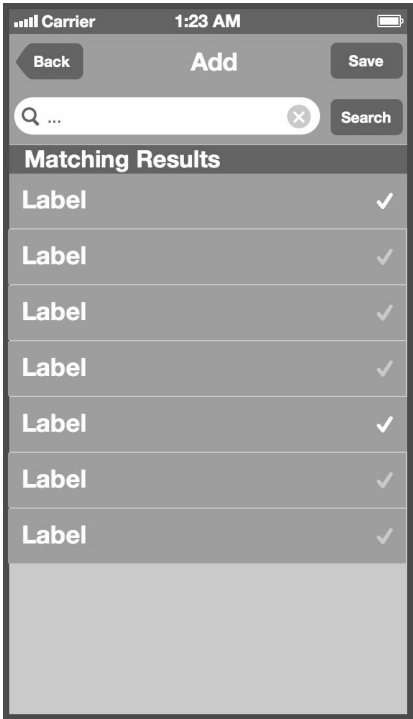 Carrier 1:23 AM
Back Add Save
... Search
Matching Results
Label
Label
Label
Label
Label
Label
Label